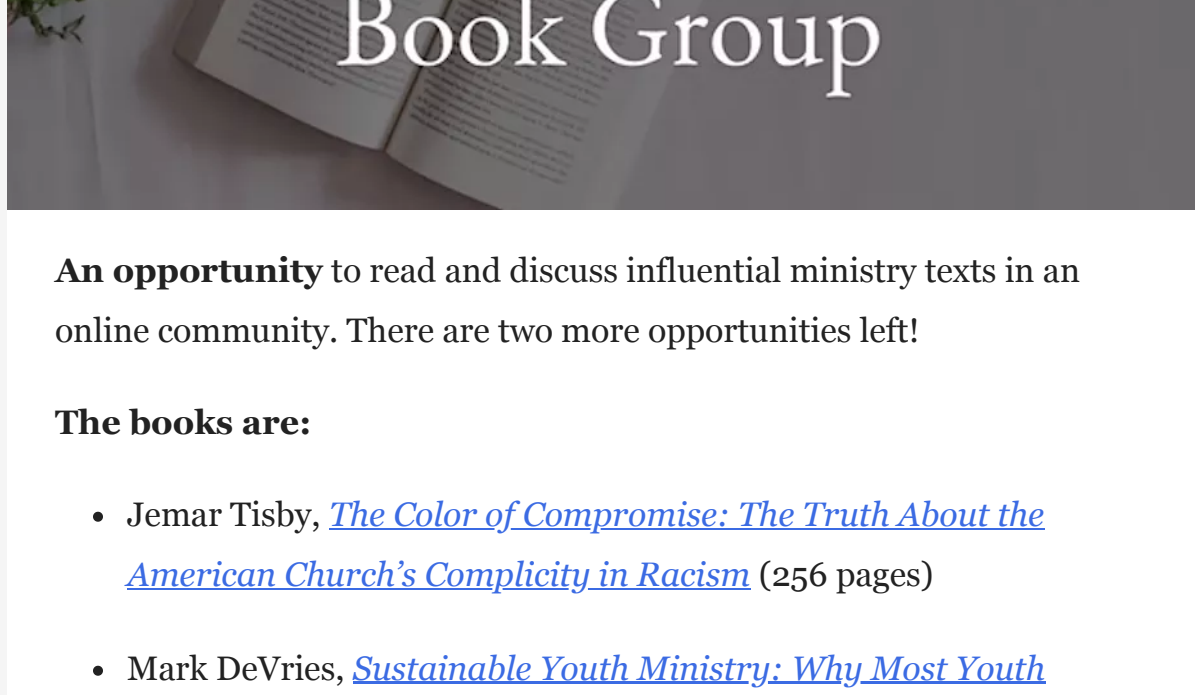 Book Group
An opportunity to read and discuss influential ministry texts in an
online community. There are two more opportunities left!
The books are:
• Jemar Tisby, The Color of Compromise: The Truth About the
American Church’s Complicity in Racism (256 pages)
• Mark DeVries, Sustainable Youth Ministry: Why Most Youth